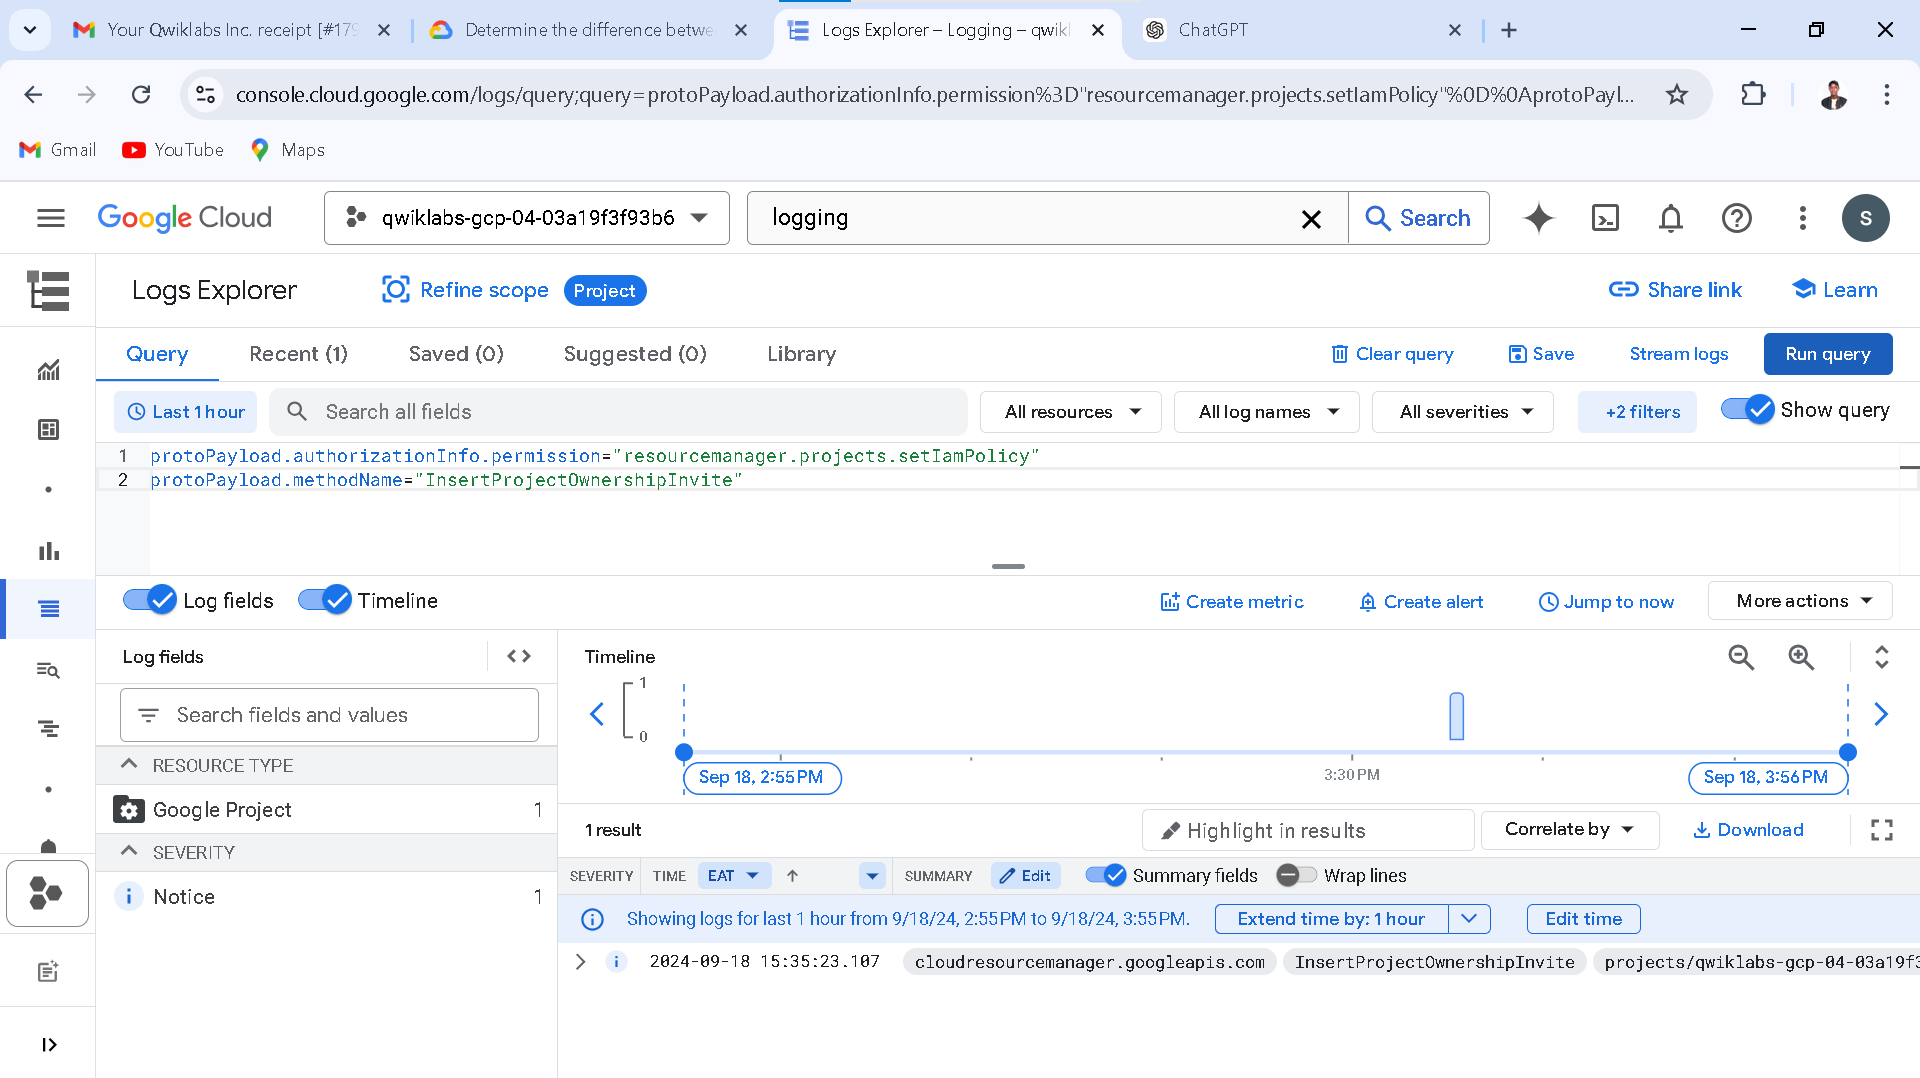 Your Qwiklabs Inc. receipt [#179
Determine the difference betwe
Logs Explorer – Logging – qwikl
ChatGPT
console.cloud.google.com/logs/query;query=protoPayload.authorizationInfo.permission%3D"resourcemanager.projects.setIamPolicy"%0D%0AprotoPayl...
Gmail
YouTube
Maps
Google Cloud
qwiklabs-gcp-04-03a19f3f93b6
logging
Search
S
Logs Explorer
Refine scope
Project
Share link
Learn
Query
Recent (1)
Saved (0)
Suggested (0)
Library
Clear query
Save
Stream logs
Run query
Last 1 hour
Search all fields
All resources
All log names
All severities
+2 filters
Show query
1 protoPayload.authorizationInfo.permission="resourcemanager.projects.setIamPolicy"
2 protoPayload.methodName="InsertProjectOwnershipInvite"
Log fields
Timeline
Create metric
Create alert
Jump to now
More actions
Log fields
Search fields and values
RESOURCE TYPE
Google Project 1
SEVERITY
Notice 1
Timeline
1
0
Sep 18, 2:55 PM
3:30 PM
Sep 18, 3:56 PM
1 result
Highlight in results
Correlate by
Download
SEVERITY
TIME
EAT
SUMMARY
Edit
Summary fields
Wrap lines
Showing logs for last 1 hour from 9/18/24, 2:55 PM to 9/18/24, 3:55 PM.
Extend time by: 1 hour
Edit time
2024-09-18 15:35:23.107 cloudresourcemanager.googleapis.com InsertProjectOwnershipInvite projects/qwiklabs-gcp-04-03a19f3